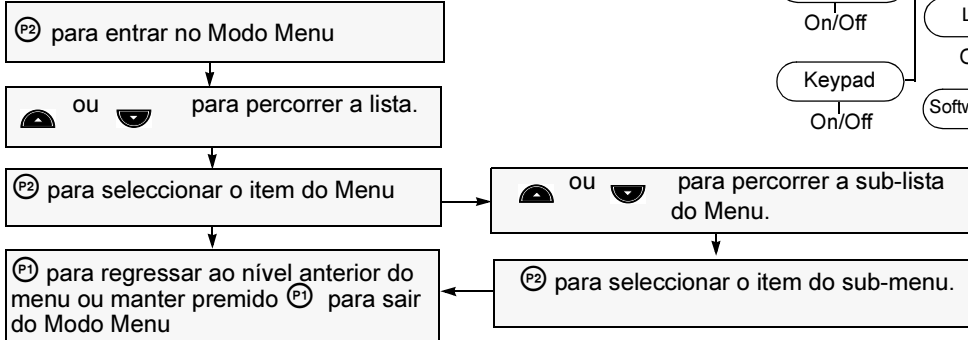 P2 para entrar no Modo Menu
ou para percorrer a lista.
P2 para seleccionar o item do Menu
P1 para regressar ao nível anterior do
menu ou manter premido P1 para sair
do Modo Menu
ou para percorrer a sub-lista
do Menu.
P2 para seleccionar o item do sub-menu.
On/Off
Keypad
On/Off